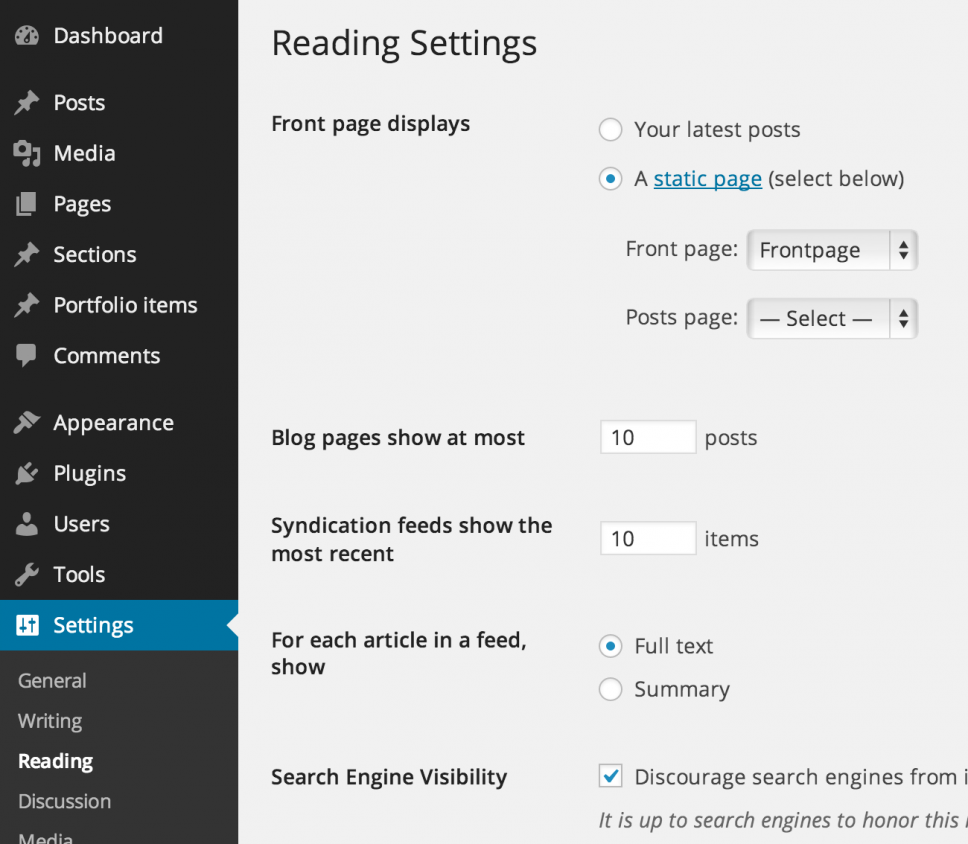 Dashboard
Posts
Media
Pages
Sections
Portfolio items
Comments
Appearance
Plugins
Users
Tools
Settings
General
Writing
Reading
Discussion
Media
Reading Settings
Front page displays
Your latest posts
A static page (select below)
Front page: Frontpage
Posts page: — Select —
Blog pages show at most
10 posts
Syndication feeds show the
most recent
10 items
For each article in a feed,
show
Full text
Summary
Search Engine Visibility
Discourage search engines from
It is up to search engines to honor this